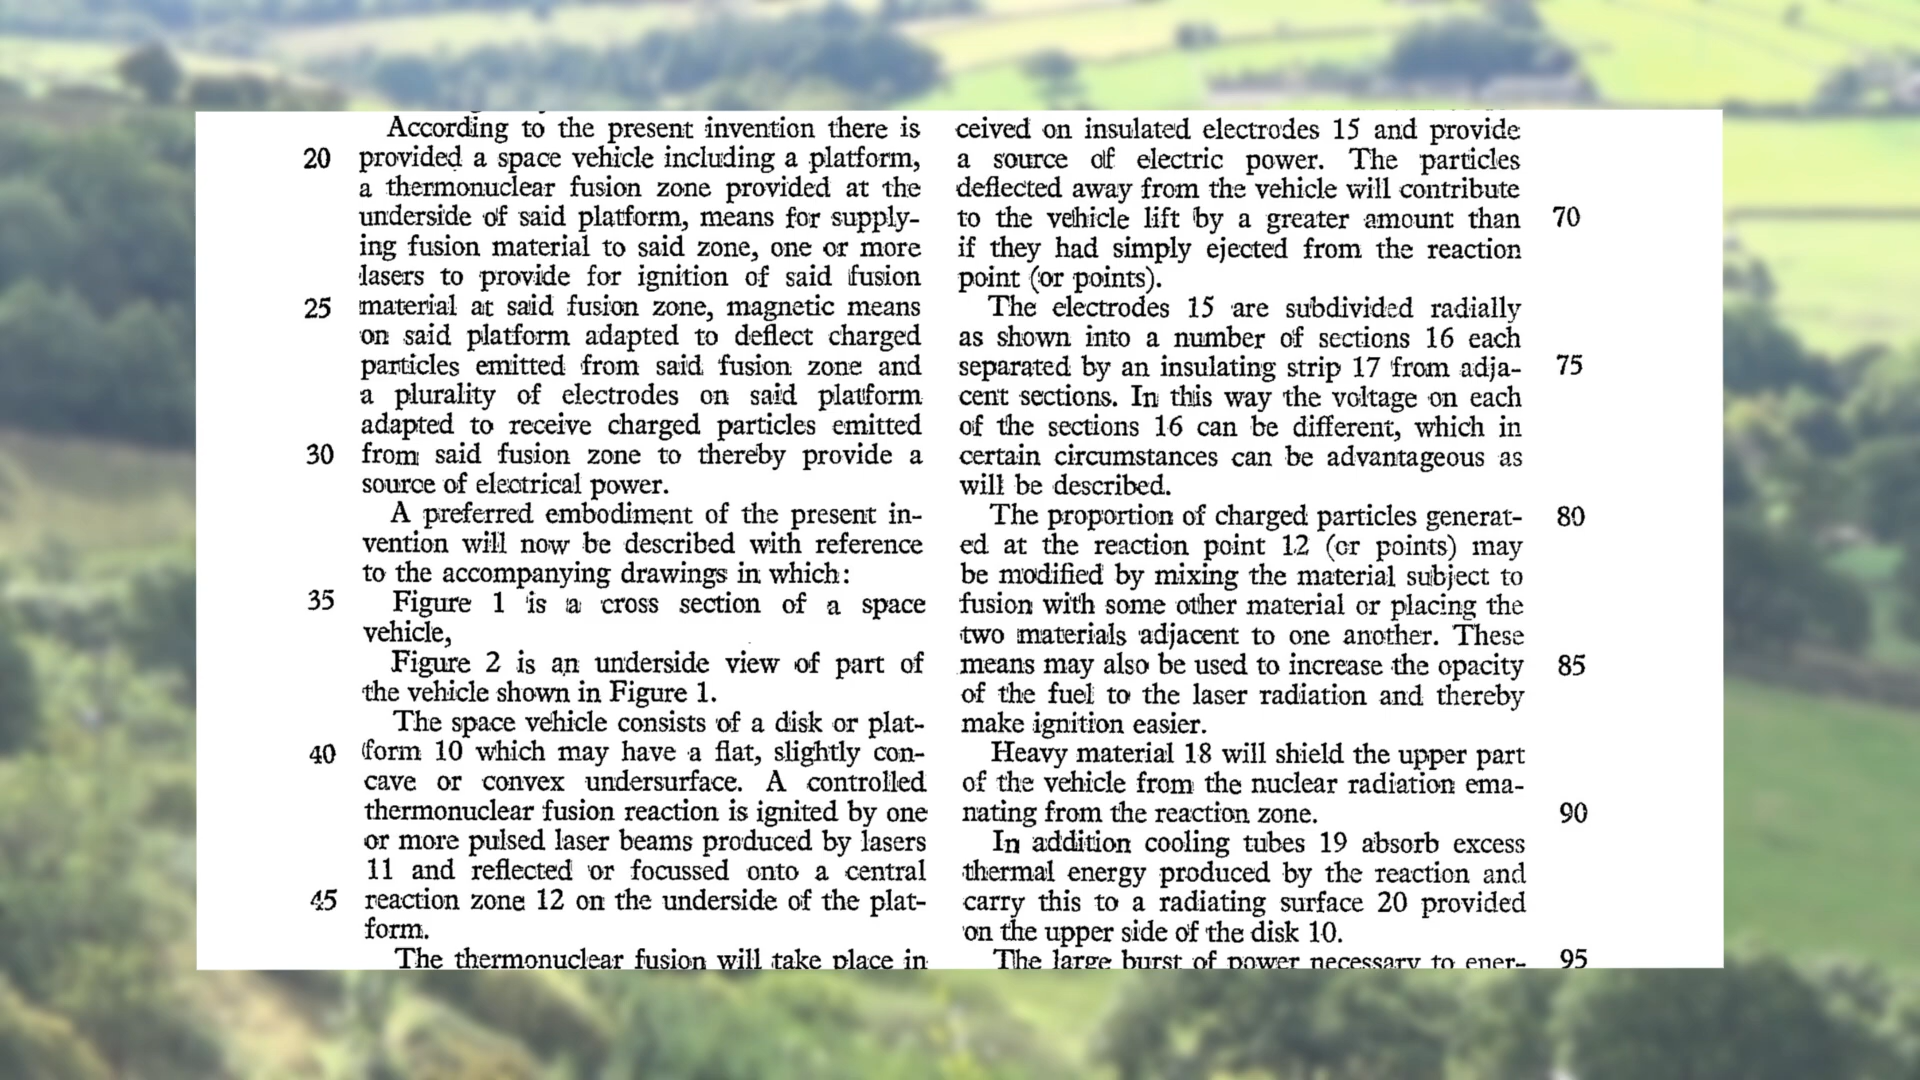 According to the present invention there is
20 provided a space vehicle including a platform,
a thermonuclear fusion zone provided at the
underside of said platform, means for supply-
ing fusion material to said zone, one or more
lasers to provide for ignition of said fusion
25 material at said fusion zone, magnetic means
on said platform adapted to deflect charged
particles emitted from said fusion zone and
a plurality of electrodes on said platform
adapted to receive charged particles emitted
30 from said fusion zone to thereby provide a
source of electrical power.
A preferred embodiment of the present in-
vention will now be described with reference
to the accompanying drawings in which:
35 Figure 1 is a cross section of a space
vehicle,
Figure 2 is an underside view of part of
the vehicle shown in Figure 1.
The space vehicle consists of a disk or plat-
40 form 10 which may have a flat, slightly con-
cave or convex undersurface. A controlled
thermonuclear fusion reaction is ignited by one
or more pulsed laser beams produced by lasers
11 and reflected or focussed onto a central
45 reaction zone 12 on the underside of the plat-
form.
The thermonuclear fusion will take place in
ceived on insulated electrodes 15 and provide
a source of electric power. The particles
deflected away from the vehicle will contribute
to the vehicle lift by a greater amount than 70
if they had simply ejected from the reaction
point (or points).
The electrodes 15 are subdivided radially
as shown into a number of sections 16 each
separated by an insulating strip 17 from adja- 75
cent sections. In this way the voltage on each
of the sections 16 can be different, which in
certain circumstances can be advantageous as
will be described.
The proportion of charged particles generat- 80
ed at the reaction point 12 (or points) may
be modified by mixing the material subject to
fusion with some other material or placing the
two materials adjacent to one another. These
means may also be used to increase the opacity 85
of the fuel to the laser radiation and thereby
make ignition easier.
Heavy material 18 will shield the upper part
of the vehicle from the nuclear radiation ema-
nating from the reaction zone. 90
In addition cooling tubes 19 absorb excess
thermal energy produced by the reaction and
carry this to a radiating surface 20 provided
on the upper side of the disk 10.
The large burst of power necessary to ener- 95